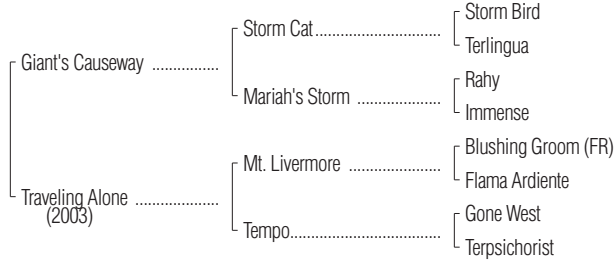 Storm Bird
Storm Cat
Terlingua
Giant's Causeway
Rahy
Mariah's Storm
Immense
Blushing Groom (FR)
Mt. Livermore
Flama Ardiente
Traveling Alone
(2003)
Gone West
Tempo
Terpsichorist